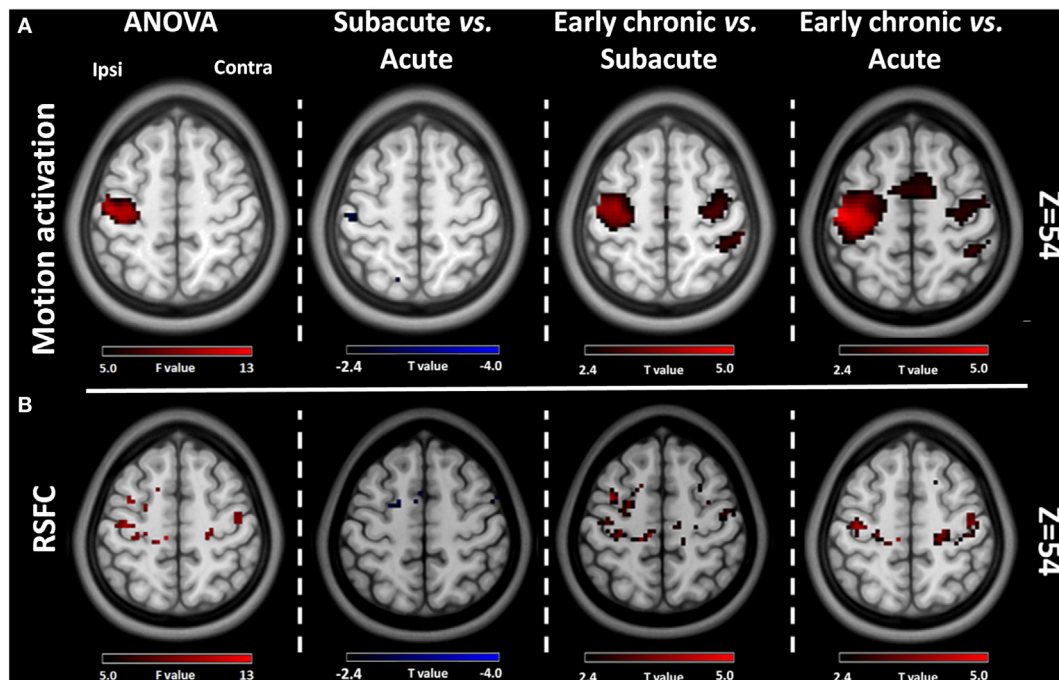 A
ANOVA
Subacute vs. Acute
Early chronic vs. Subacute
Early chronic vs. Acute
Ipsi
Contra
Motion activation
Z=54
5.0 F value 13
-2.4 T value -4.0
2.4 T value 5.0
2.4 T value 5.0
B
RSFC
Z=54
5.0 F value 13
-2.4 T value -4.0
2.4 T value 5.0
2.4 T value 5.0